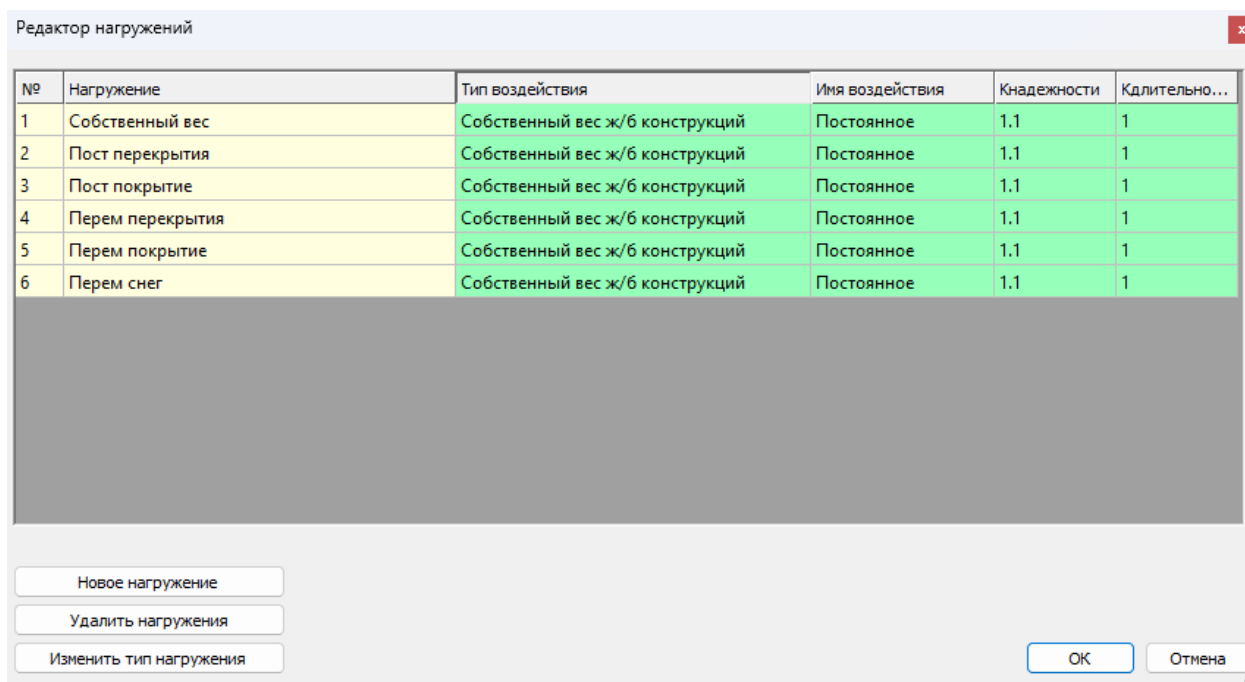 Редактор нагружений
x
№ Нагружение Тип воздействия Имя воздействия Kнадежности Kдлительно...
1 Собственный вес Собственный вес ж/б конструкций Постоянное 1.1 1
2 Пост перекрытия Собственный вес ж/б конструкций Постоянное 1.1 1
3 Пост покрытие Собственный вес ж/б конструкций Постоянное 1.1 1
4 Перем перекрытия Собственный вес ж/б конструкций Постоянное 1.1 1
5 Перем покрытие Собственный вес ж/б конструкций Постоянное 1.1 1
6 Перем снег Собственный вес ж/б конструкций Постоянное 1.1 1
Новое нагружение
Удалить нагружения
Изменить тип нагружения
OK Отмена